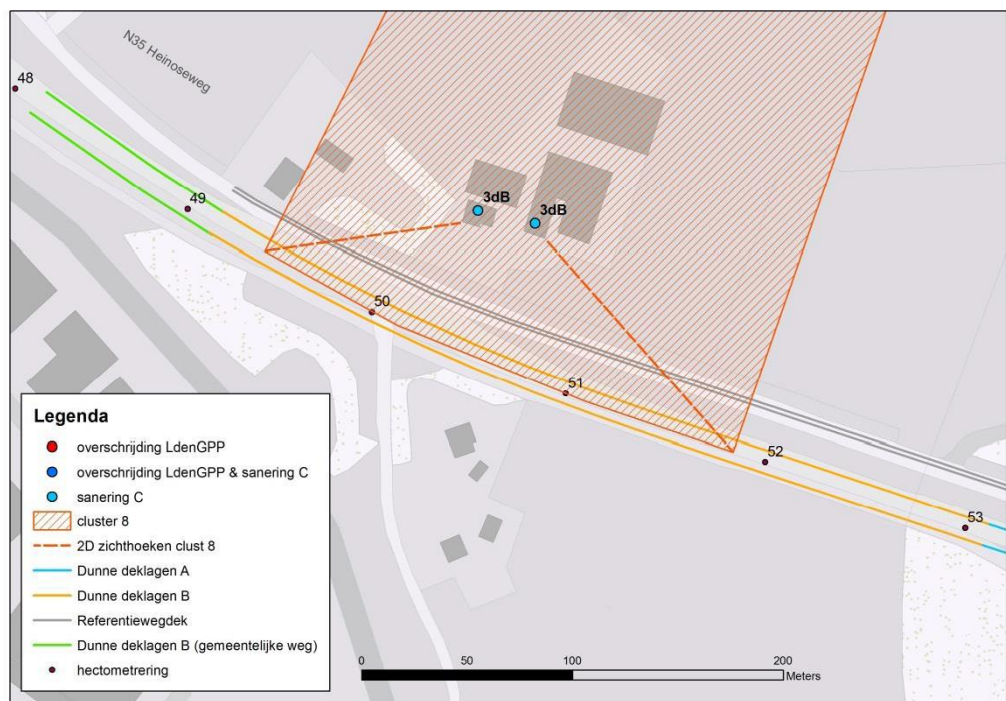 N35 Heinoseweg
48
49
3dB
3dB
50
51
52
53
Legenda
overschrijding LdenGPP
overschrijding LdenGPP & sanering C
sanering C
cluster 8
2D zichthoeken clust 8
Dunne deklagen A
Dunne deklagen B
Referentiewegdek
Dunne deklagen B (gemeentelijke weg)
hectometrering
0 50 100 200
Meters